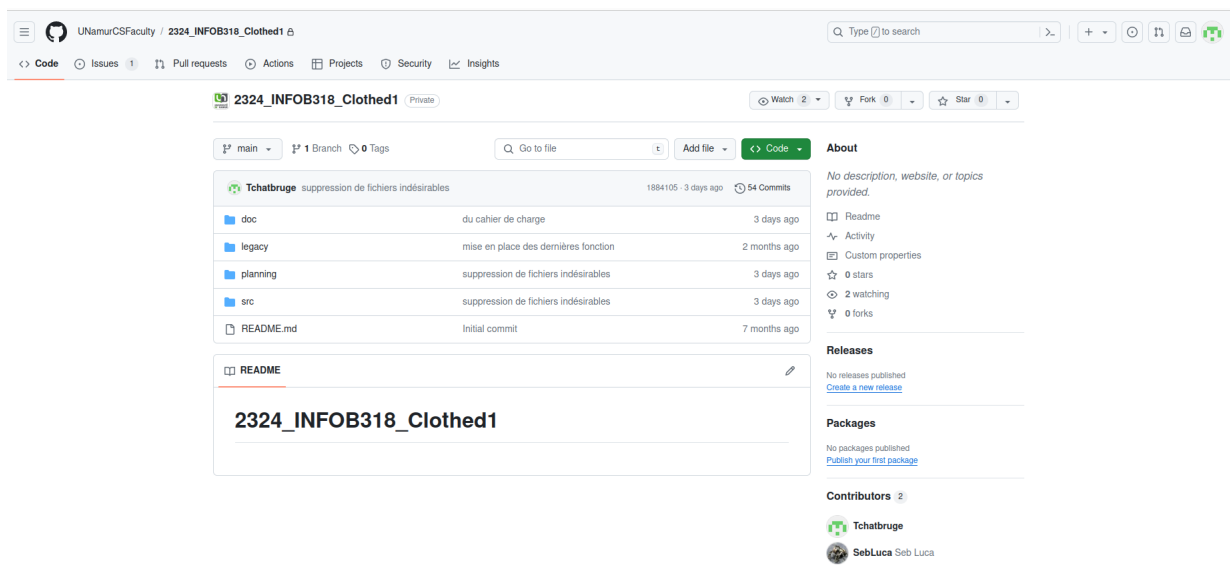 UNamurCSFaculty / 2324_INFOB318_Clothed1
Type / to search
Code Issues 1 Pull requests Actions Projects Security Insights
2324_INFOB318_Clothed1 Private
Watch 2 Fork 0 Star 0
main 1 Branch 0 Tags Go to file t Add file Code
Tchatbruge suppression de fichiers indésirables 1884105 · 3 days ago 54 Commits
doc du cahier de charge 3 days ago
legacy mise en place des dernières fonction 2 months ago
planning suppression de fichiers indésirables 3 days ago
src suppression de fichiers indésirables 3 days ago
README.md Initial commit 7 months ago
README
2324_INFOB318_Clothed1
About
No description, website, or topics
provided.
Readme
Activity
Custom properties
0 stars
2 watching
0 forks
Releases
No releases published
Create a new release
Packages
No packages published
Publish your first package
Contributors 2
Tchatbruge
SebLuca Seb Luca